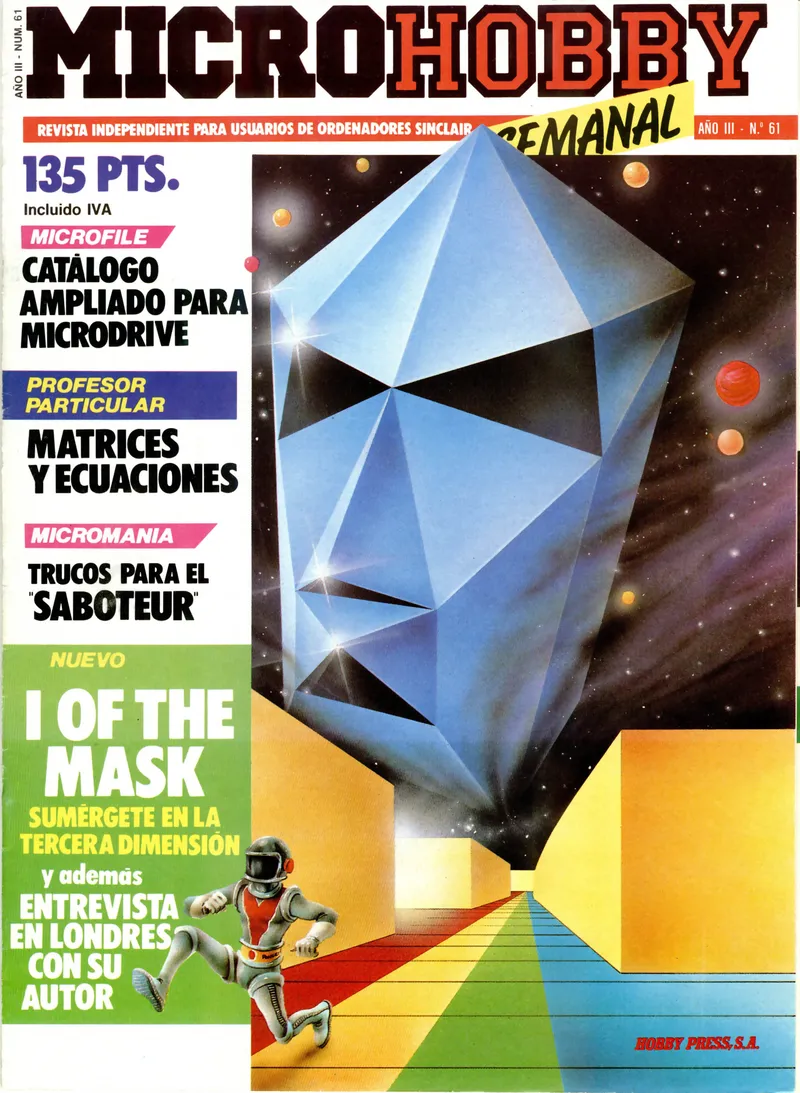 AÑO III - NUM. 61
MICROHOBBY
REVISTA INDEPENDIENTE PARA USUARIOS DE ORDENADORES SINCLAIR
SEMANAL
AÑO III - N.º 61
135 PTS.
Incluido IVA
MICROFILE
CATÁLOGO
AMPLIADO PARA
MICRODRIVE
PROFESOR
PARTICULAR
MATRICES
Y ECUACIONES
MICROMANIA
TRUCOS PARA EL
"SABOTEUR"
NUEVO
I OF THE
MASK
SUMÉRGETE EN LA
TERCERA DIMENSIÓN
y además
ENTREVISTA
EN LONDRES
CON SU
AUTOR
HOBBY PRESS, S.A.